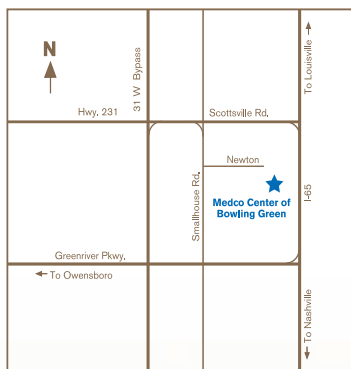 N
31 W Bypass
To Louisville
Hwy, 231
Scottsville Rd,
Newton
Smallhouse Rd,
I-65
Medco Center of
Bowling Green
Greenriver Pkwy,
To Owensboro
To Nashville